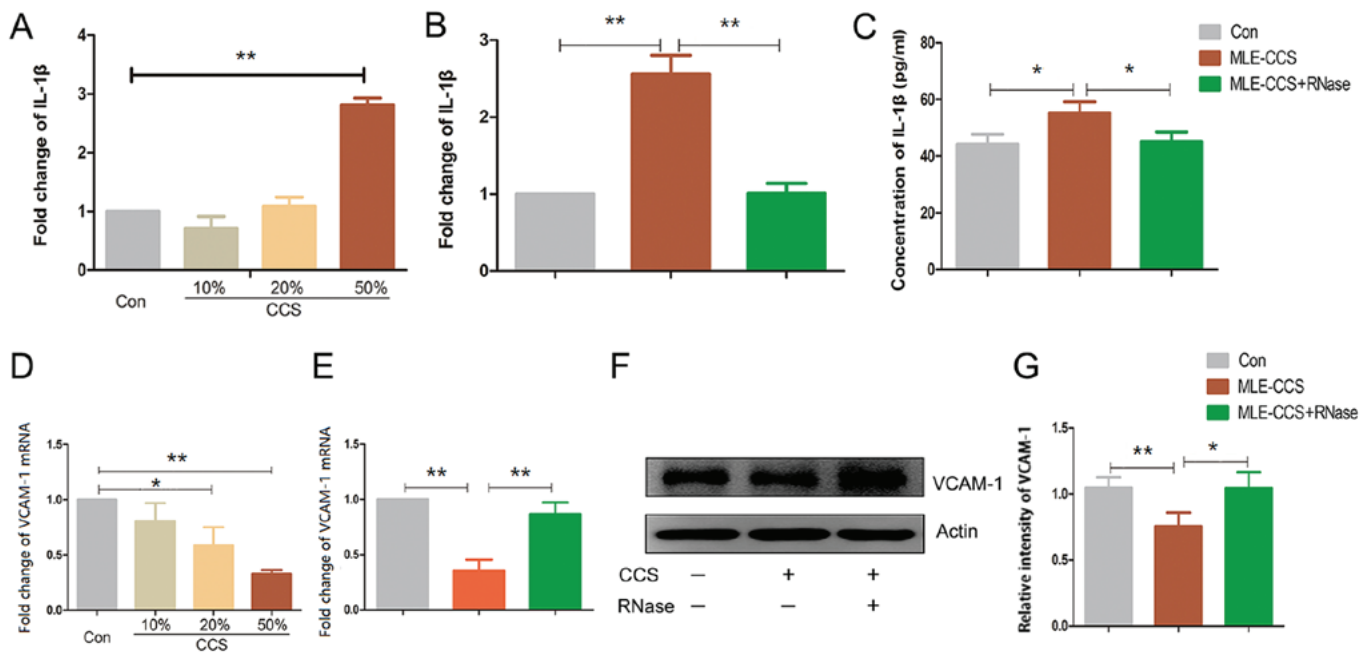 A
Fold change of IL-1β
4
3
2
1
0
**
Con
10%
20%
50%
CCS
B
Fold change of IL-1β
3
2
1
0
**
**
C
Concentration of IL-1β (pg/ml)
80
60
40
20
0
*
*
Con
MLE-CCS
MLE-CCS+RNase
D
Fold change of VCAM-1 mRNA
1.5
1.0
0.5
0.0
**
*
Con
10%
20%
50%
CCS
E
Fold change of VCAM-1 mRNA
1.5
1.0
0.5
0.0
**
**
F
VCAM-1
Actin
CCS − + +
RNase − − +
G
Con
MLE-CCS
MLE-CCS+RNase
Relative intensity of VCAM-1
1.5
1.0
0.5
0.0
**
*